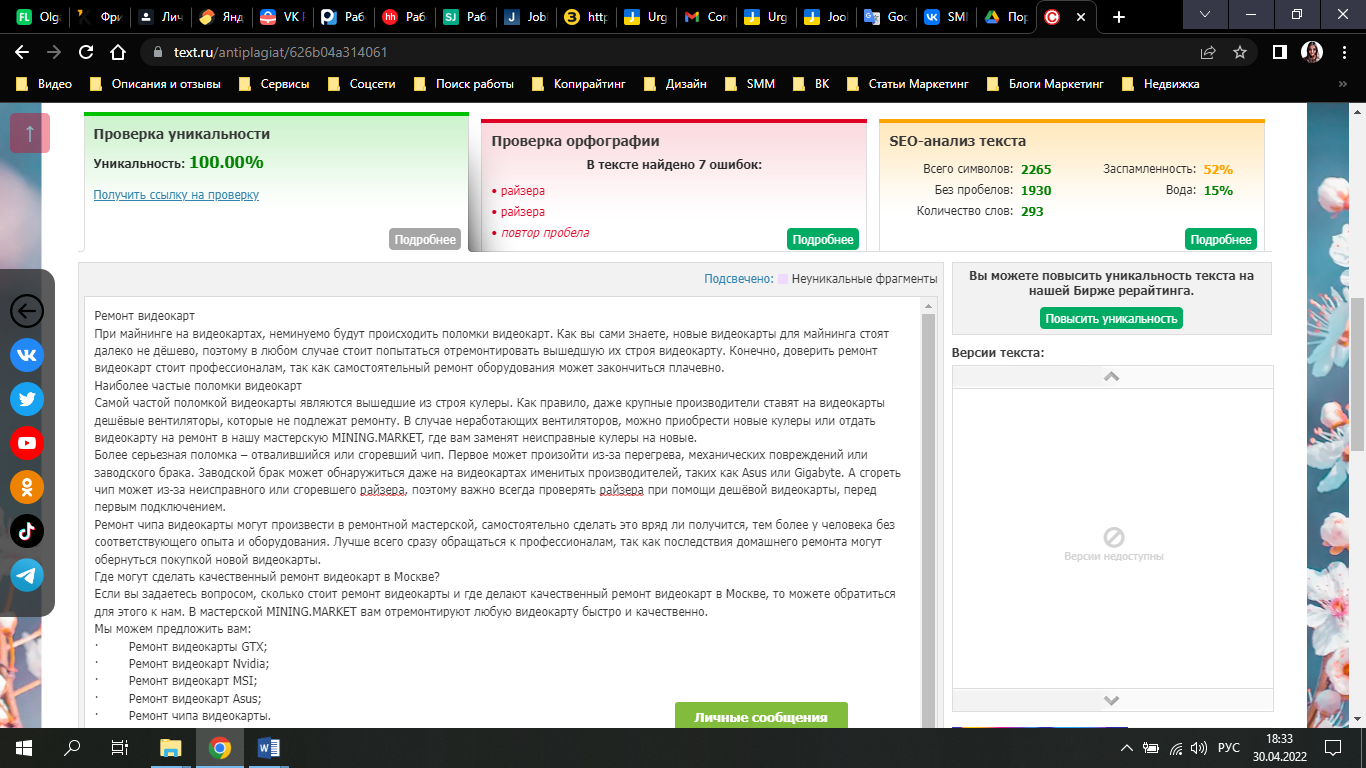 Olg
Фри
Лич
Янд
VK I
Раб
Раб
Раб
Jobl
http
Urg
Con
Urg
Jool
Goc
SMI
Пор
text.ru/antiplagiat/626b04a314061
Видео Описания и отзывы Сервисы Соцсети Поиск работы Копирайтинг Дизайн SMM ВК Статьи Маркетинг Блоги Маркетинг Недвижка »
Проверка уникальности
Уникальность: 100.00%
Получить ссылку на проверку
Подробнее
Проверка орфографии
В тексте найдено 7 ошибок:
• райзера
• райзера
• повтор пробела
Подробнее
SEO-анализ текста
Всего символов: 2265 Заспамленность: 52%
Без пробелов: 1930 Вода: 15%
Количество слов: 293
Подробнее
Подсвечено: Неуникальные фрагменты
Ремонт видеокарт
При майнинге на видеокартах, неминуемо будут происходить поломки видеокарт. Как вы сами знаете, новые видеокарты для майнинга стоят
далеко не дёшево, поэтому в любом случае стоит попытаться отремонтировать вышедшую их строя видеокарту. Конечно, доверить ремонт
видеокарт стоит профессионалам, так как самостоятельный ремонт оборудования может закончиться плачевно.
Наиболее частые поломки видеокарт
Самой частой поломкой видеокарты являются вышедшие из строя кулеры. Как правило, даже крупные производители ставят на видеокарты
дешёвые вентиляторы, которые не подлежат ремонту. В случае неработающих вентиляторов, можно приобрести новые кулеры или отдать
видеокарту на ремонт в нашу мастерскую MINING.MARKET, где вам заменят неисправные кулеры на новые.
Более серьезная поломка – отвалившийся или сгоревший чип. Первое может произойти из-за перегрева, механических повреждений или
заводского брака. Заводской брак может обнаружиться даже на видеокартах именитых производителей, таких как Asus или Gigabyte. А сгореть
чип может из-за неисправного или сгоревшего райзера, поэтому важно всегда проверять райзера при помощи дешёвой видеокарты, перед
первым подключением.
Ремонт чипа видеокарты могут произвести в ремонтной мастерской, самостоятельно сделать это вряд ли получится, тем более у человека без
соответствующего опыта и оборудования. Лучше всего сразу обращаться к профессионалам, так как последствия домашнего ремонта могут
обернуться покупкой новой видеокарты.
Где могут сделать качественный ремонт видеокарт в Москве?
Если вы задаетесь вопросом, сколько стоит ремонт видеокарты и где делают качественный ремонт видеокарт в Москве, то можете обратиться
для этого к нам. В мастерской MINING.MARKET вам отремонтируют любую видеокарту быстро и качественно.
Мы можем предложить вам:
· Ремонт видеокарты GTX;
· Ремонт видеокарт Nvidia;
· Ремонт видеокарт MSI;
· Ремонт видеокарт Asus;
· Ремонт чипа видеокарты.
Вы можете повысить уникальность текста на
нашей Бирже рерайтинга.
Повысить уникальность
Версии текста:
Версии недоступны
Личные сообщения
РУС
18:33
30.04.2022